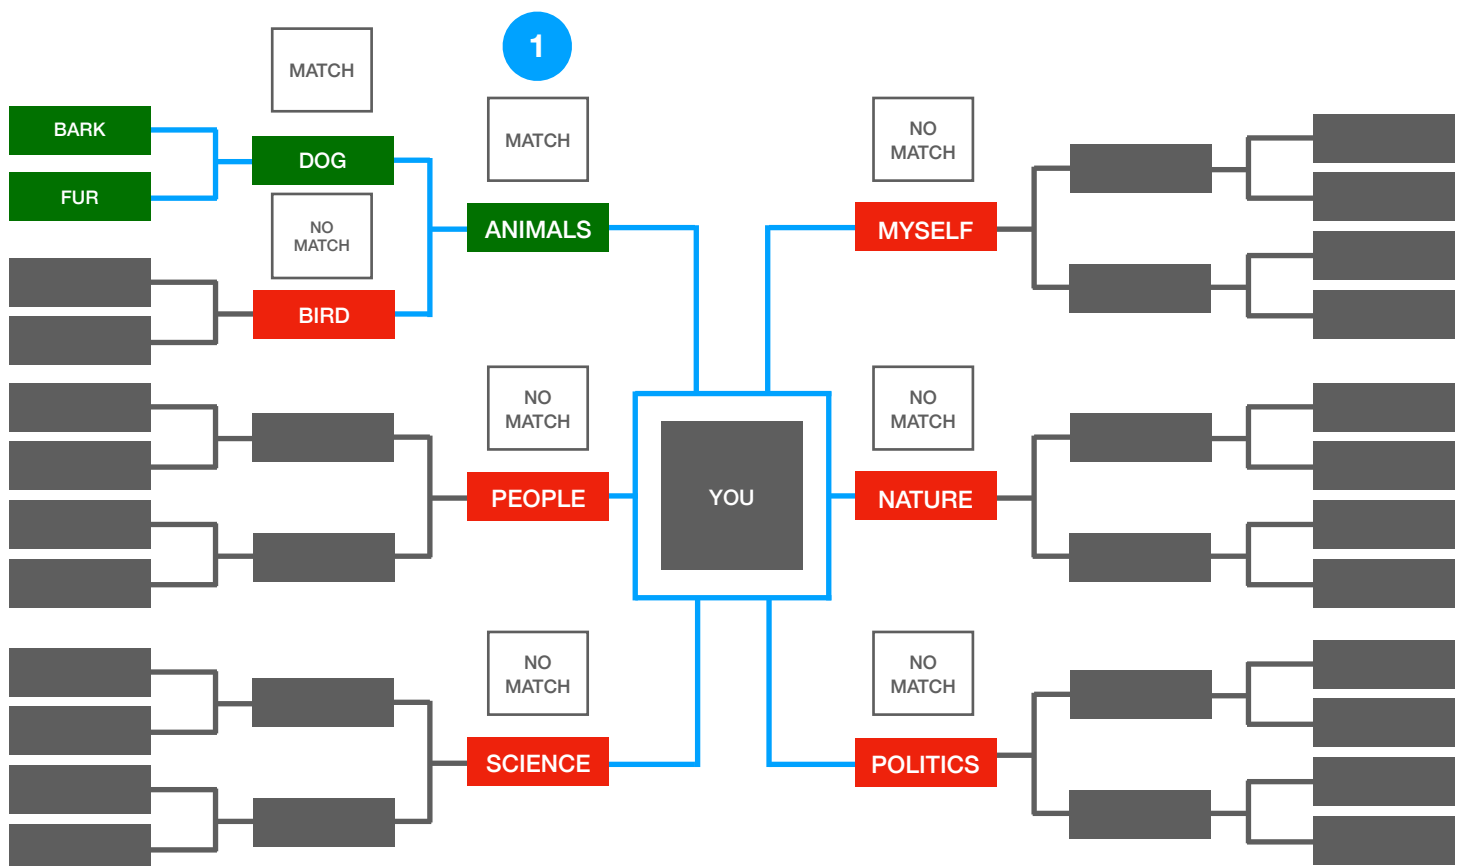 1
MATCH
MATCH
NO
MATCH
BARK
DOG
FUR
NO
MATCH
ANIMALS
MYSELF
BIRD
NO
MATCH
NO
MATCH
PEOPLE
YOU
NATURE
NO
MATCH
NO
MATCH
SCIENCE
POLITICS